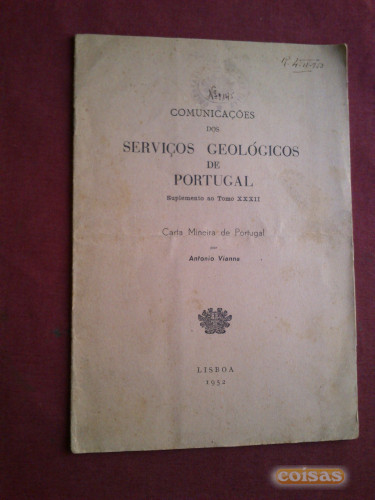 COMUNICAÇÕES
DOS
SERVIÇOS GEOLÓGICOS
DE
PORTUGAL
Suplemento ao Tomo XXXII
Carta Mineira de Portugal
por
Antonio Vianna
LISBOA
1952
coisas